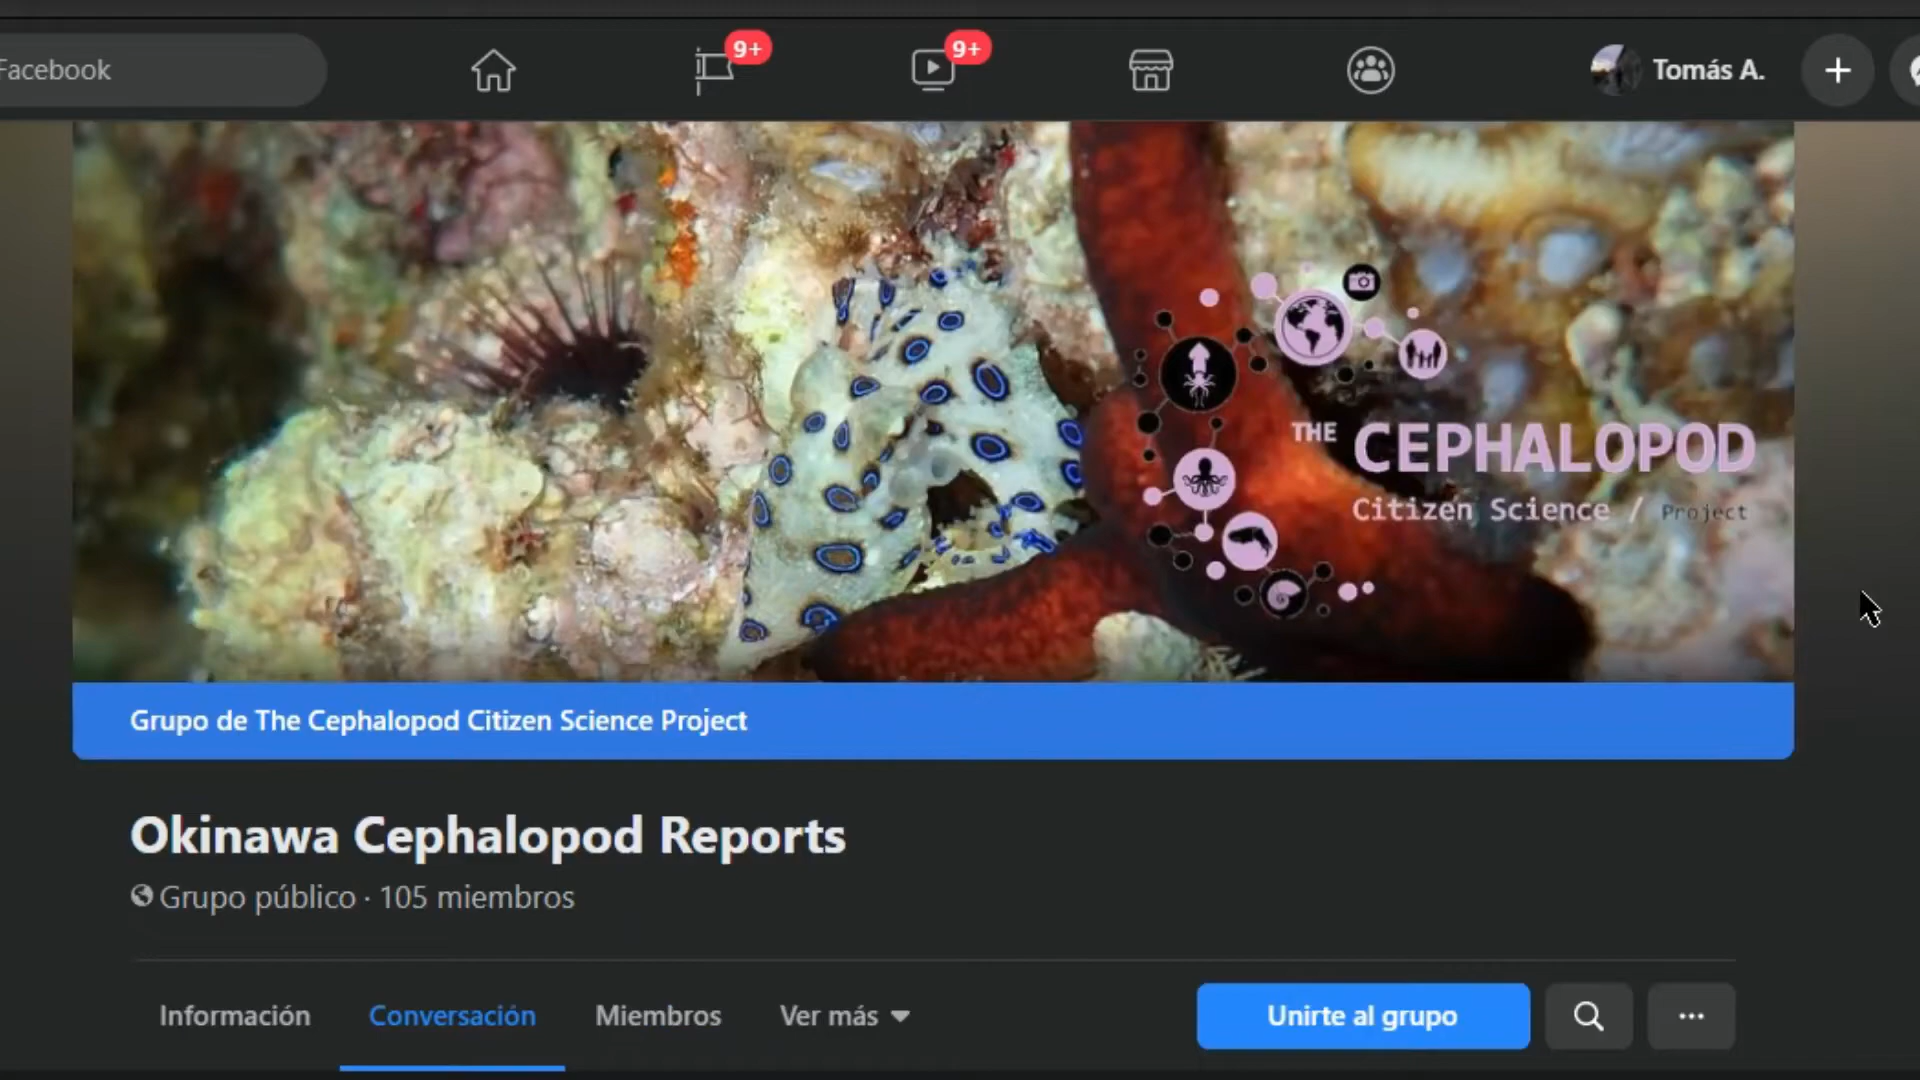 Facebook
9+
9+
Tomás A.
THE CEPHALOPOD
Citizen Science / Project
Grupo de The Cephalopod Citizen Science Project
Okinawa Cephalopod Reports
Grupo público · 105 miembros
Información
Conversación
Miembros
Ver más
Unirte al grupo